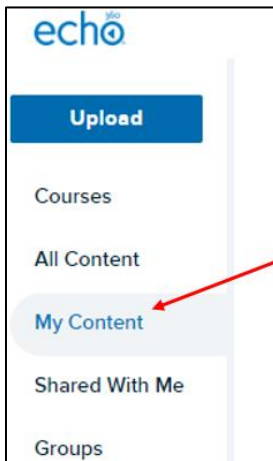 echo360
Upload
Courses
All Content
My Content
Shared With Me
Groups